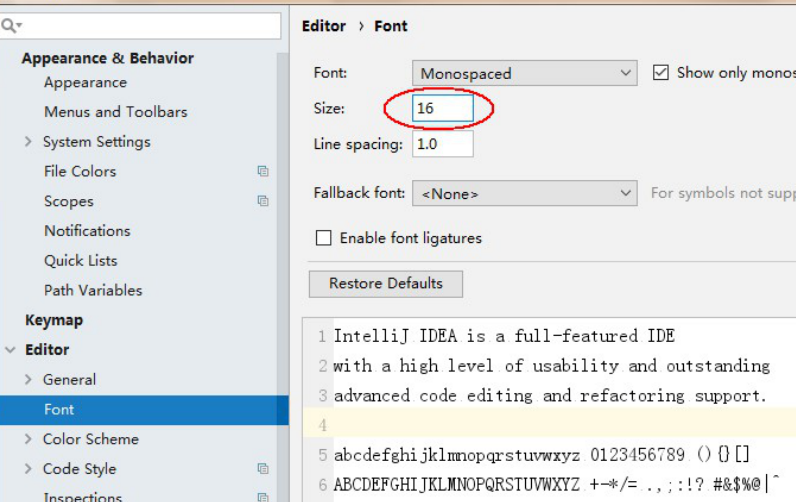 Appearance & Behavior
Appearance
Menus and Toolbars
System Settings
File Colors
Scopes
Notifications
Quick Lists
Path Variables
Keymap
Editor
General
Font
Color Scheme
Code Style
Inspections
Editor > Font
Font: Monospaced Show only monos
Size: 16
Line spacing: 1.0
Fallback font: <None> For symbols not supp
Enable font ligatures
Restore Defaults
1 IntelliJ IDEA is a full-featured IDE
2 with a high level of usability and outstanding
3 advanced code editing and refactoring support.
4
5 abcdefghijklmnopqrstuvwxyz 0123456789 (){}[]
6 ABCDEFGHIJKLMNOPQRSTUVWXYZ +-*/= .,;:!? #&$%@|^